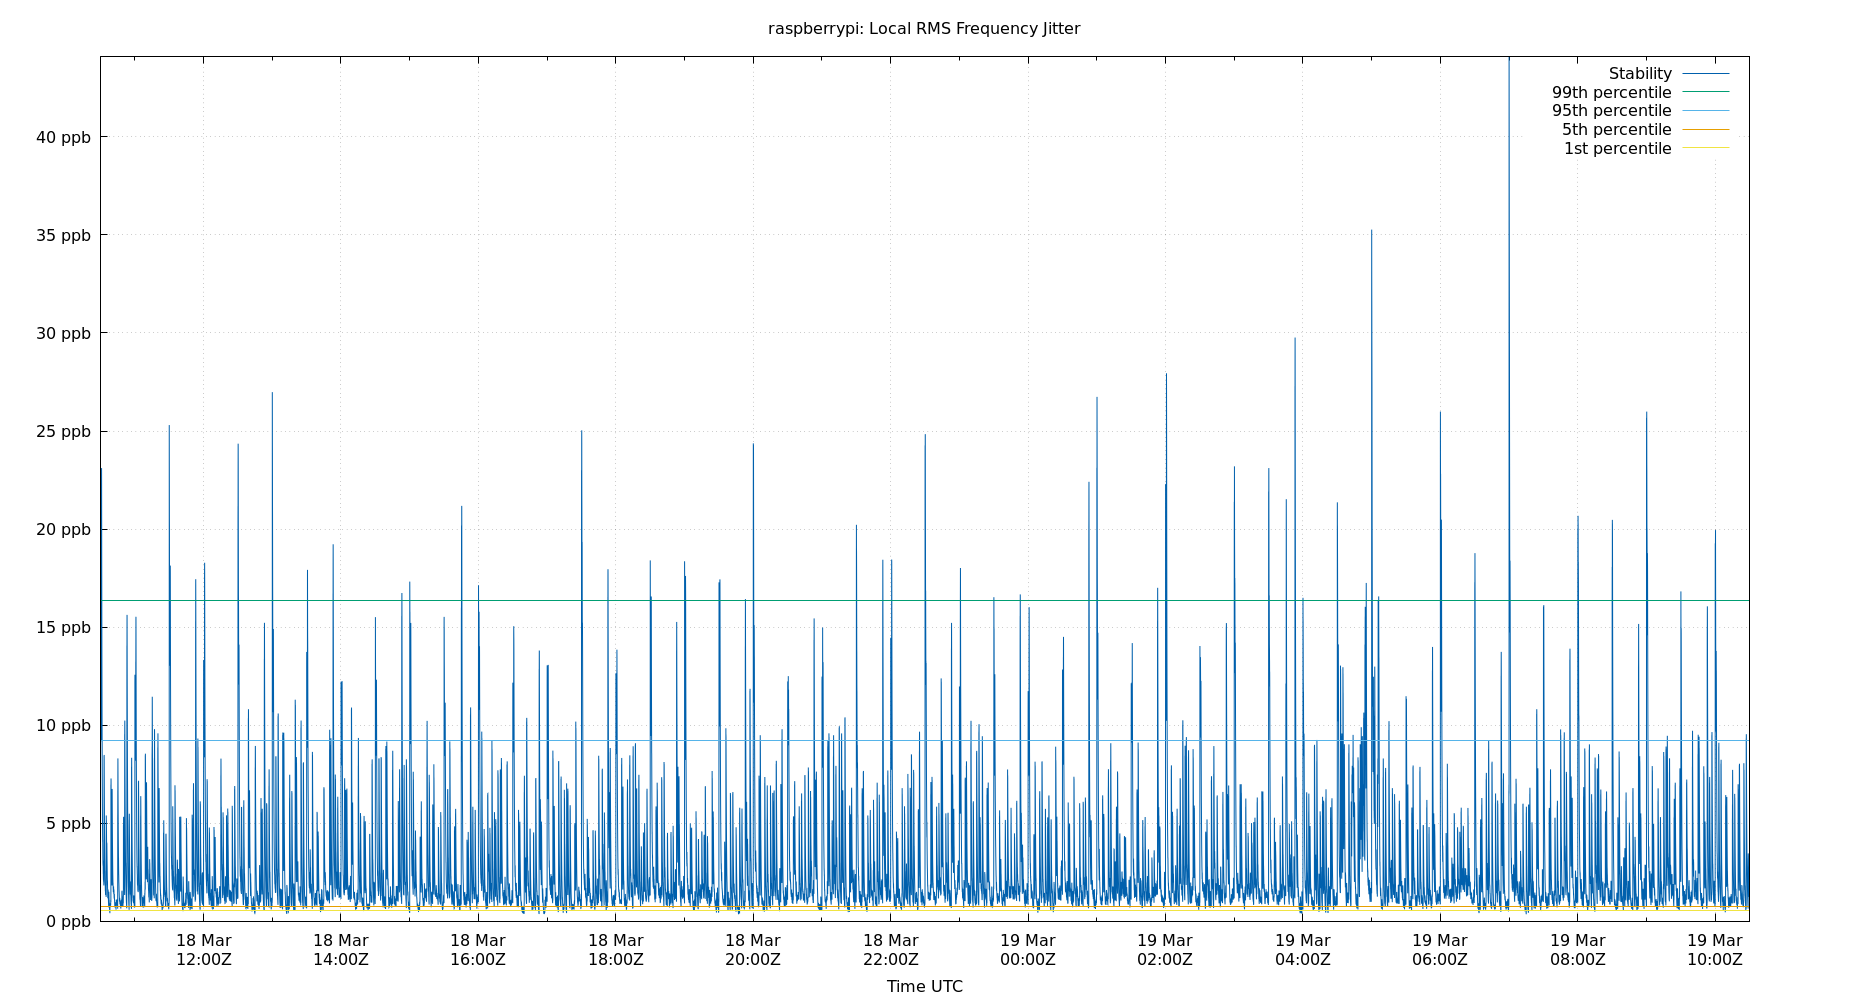 raspberrypi: Local RMS Frequency Jitter
Stability
99th percentile
95th percentile
5th percentile
1st percentile
40 ppb
35 ppb
30 ppb
25 ppb
20 ppb
15 ppb
10 ppb
5 ppb
0 ppb
18 Mar 18 Mar 18 Mar 18 Mar 18 Mar 18 Mar 19 Mar 19 Mar 19 Mar 19 Mar 19 Mar 19 Mar
12:00Z 14:00Z 16:00Z 18:00Z 20:00Z 22:00Z 00:00Z 02:00Z 04:00Z 06:00Z 08:00Z 10:00Z
Time UTC